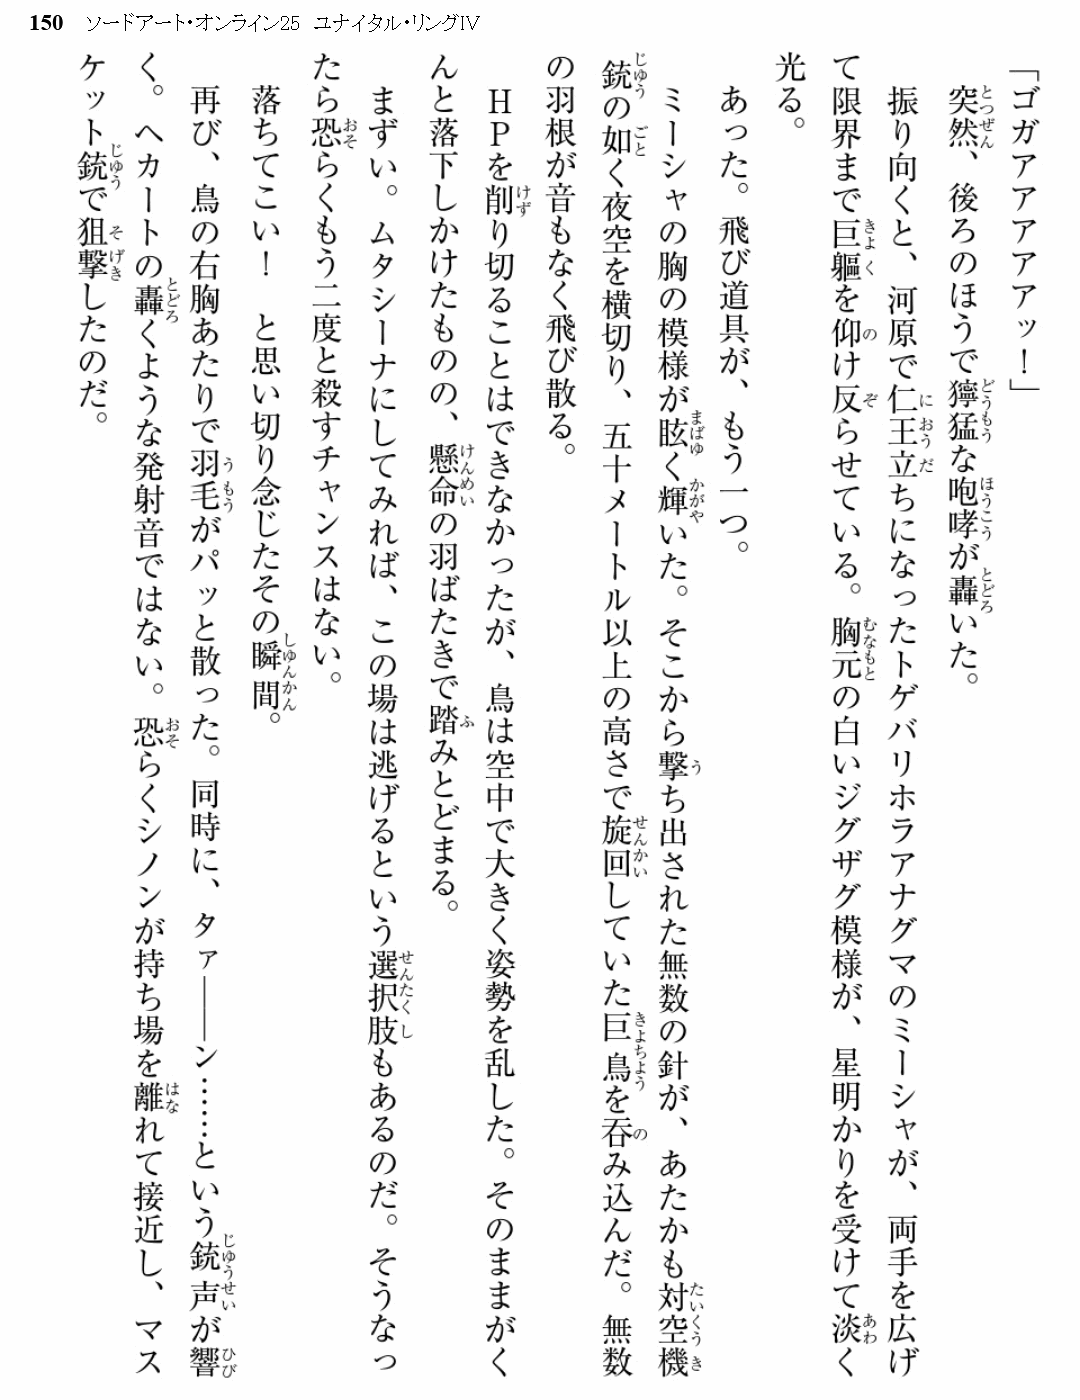 150 ソードアート・オンライン25 ユナイタル・リングIV
「ゴガアアアアアッ！」
突然、後ろのほうで獰猛な咆哮が轟いた。
振り向くと、河原で仁王立ちになったトゲバリホラアナグマのミーシャが、両手を広げ
て限界まで巨軀を仰け反らせている。胸元の白いジグザグ模様が、星明かりを受けて淡く
光る。
あった。飛び道具が、もう一つ。
ミーシャの胸の模様が眩く輝いた。そこから撃ち出された無数の針が、あたかも対空機
銃の如く夜空を横切り、五十メートル以上の高さで旋回していた巨鳥を吞み込んだ。無数
の羽根が音もなく飛び散る。
HPを削り切ることはできなかったが、鳥は空中で大きく姿勢を乱した。そのままがく
んと落下しかけたものの、懸命の羽ばたきで踏みとどまる。
まずい。ムタシーナにしてみれば、この場は逃げるという選択肢もあるのだ。そうなっ
たら恐らくもう二度と殺すチャンスはない。
落ちてこい！ と思い切り念じたその瞬間。
再び、鳥の右胸あたりで羽毛がパッと散った。同時に、タァ――ン……という銃声が響
く。ヘカートの轟くような発射音ではない。恐らくシノンが持ち場を離れて接近し、マス
ケット銃で狙撃したのだ。